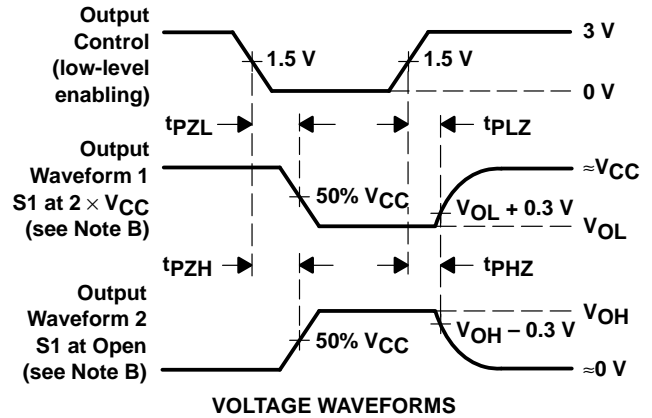 Output
Control
(low-level
enabling)
1.5 V
1.5 V
3 V
0 V
tPZL
tPLZ
Output
Waveform 1
S1 at 2 × VCC
(see Note B)
50% VCC
VOL + 0.3 V
≈VCC
VOL
tPZH
tPHZ
Output
Waveform 2
S1 at Open
(see Note B)
50% VCC
VOH – 0.3 V
VOH
≈0 V
VOLTAGE WAVEFORMS